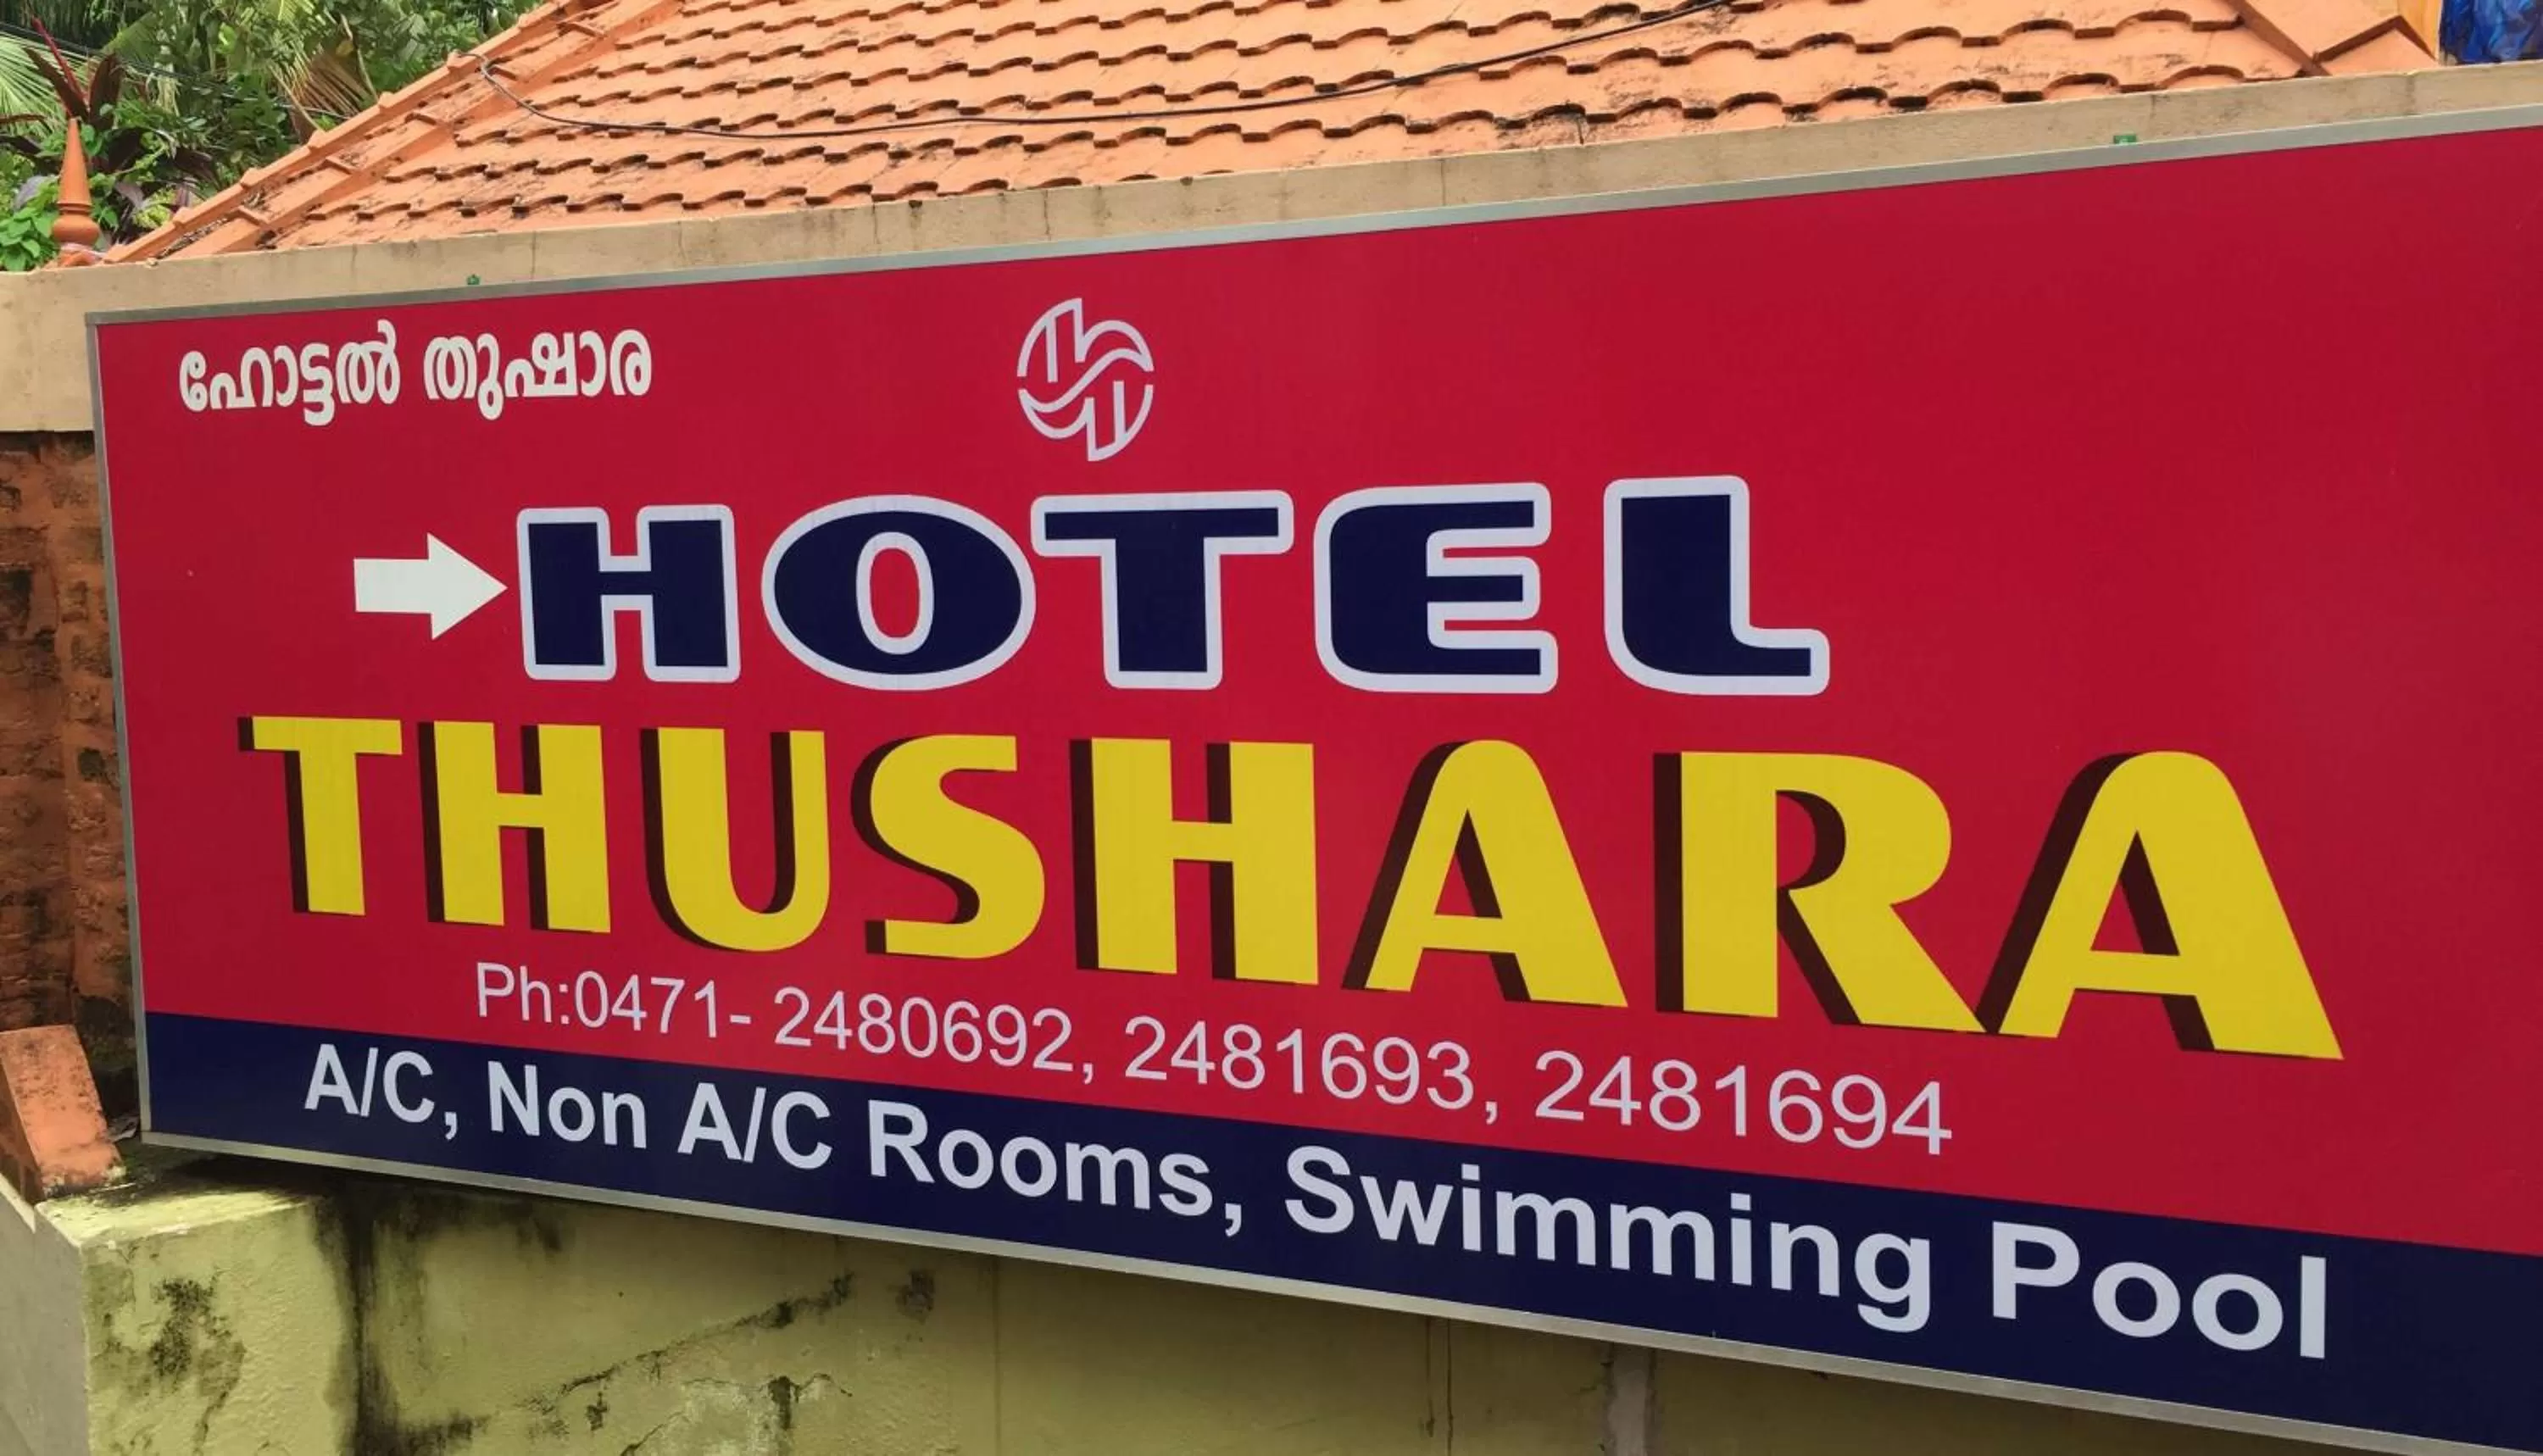 ഹോട്ടൽ തുഷാര
HOTEL
THUSHARA
Ph:0471- 2480692, 2481693, 2481694
A/C, Non A/C Rooms, Swimming Pool